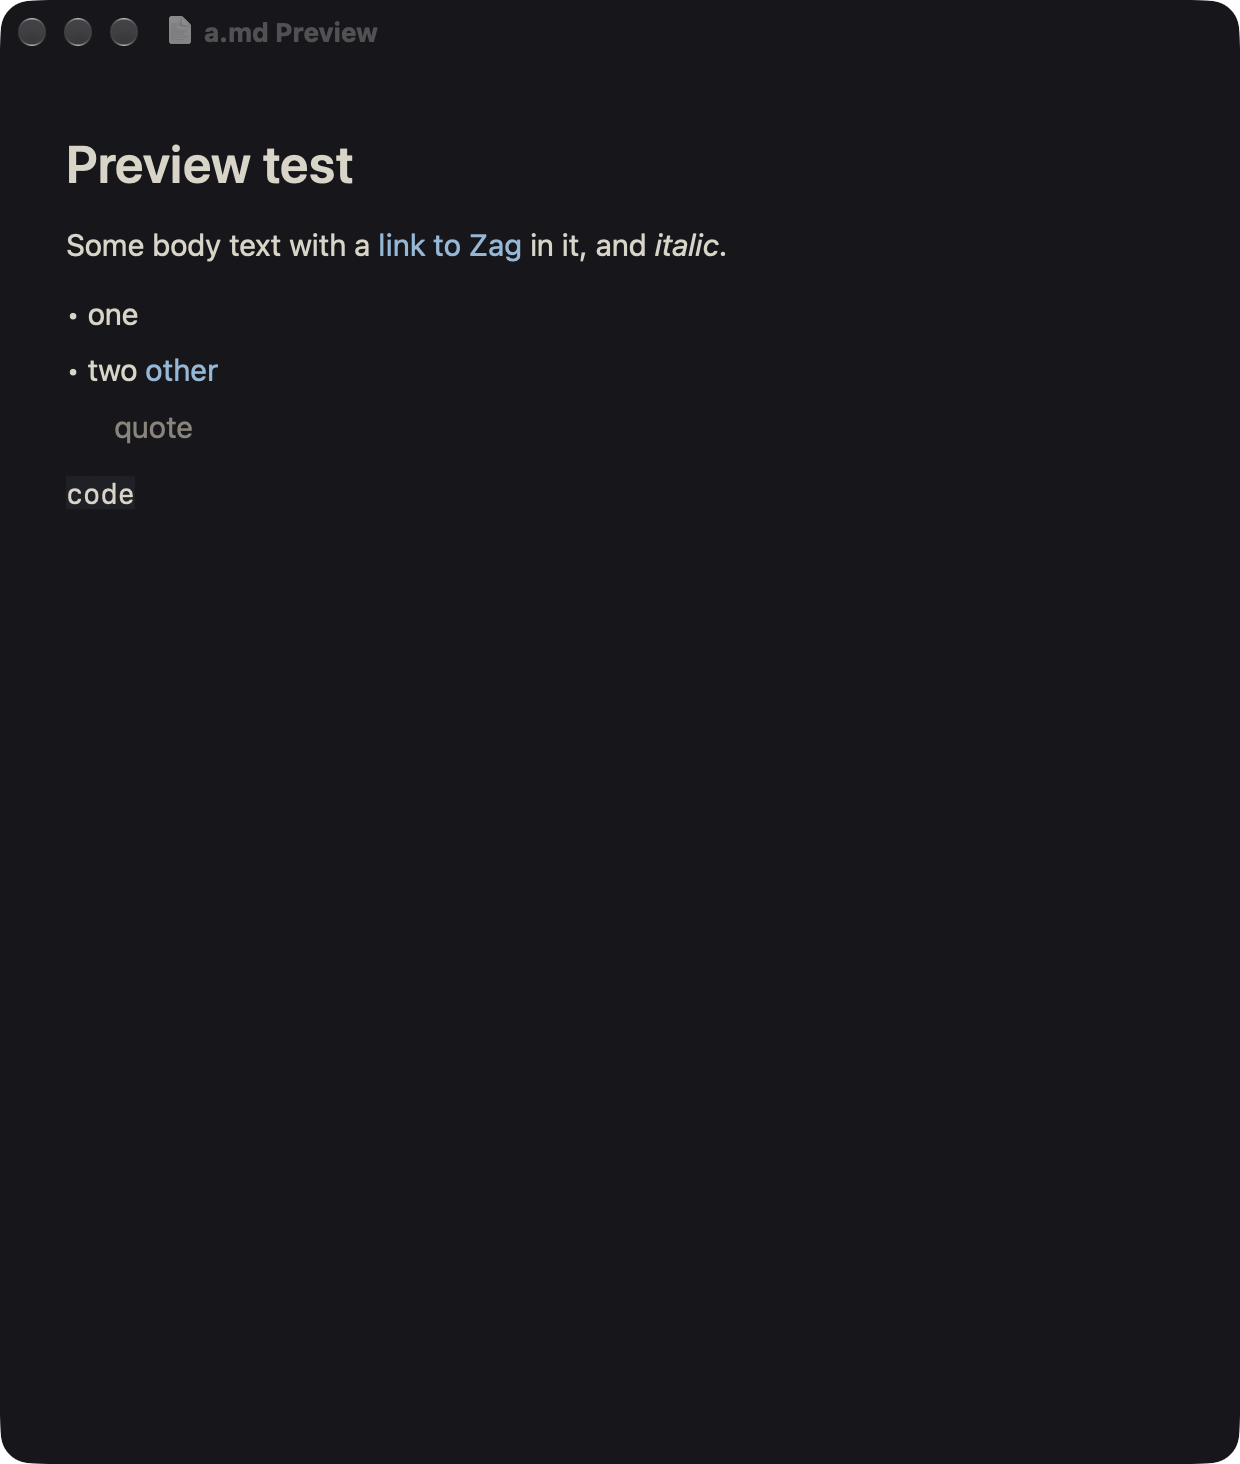 a.md Preview
Preview test
Some body text with a link to Zag in it, and italic.
• one
• two other
quote
code